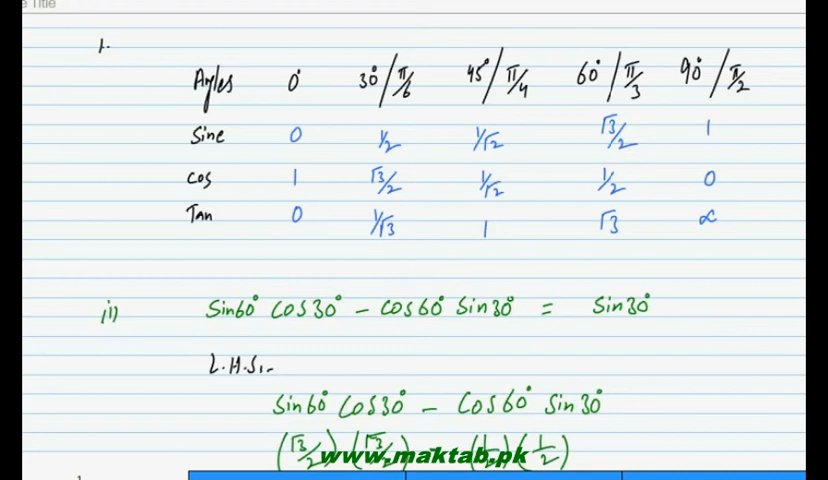 e Title
1.
Angles 0° 30°/π/6 45°/π/4 60°/π/3 90°/π/2
Sine 0 1/2 1/√2 √3/2 1
cos 1 √3/2 1/√2 1/2 0
Tan 0 1/√3 1 √3 ∝
ii) Sin60° Cos30° - Cos60° Sin30° = Sin30°
L.H.S:-
Sin60° Cos30° - Cos60° Sin30°
(√3/2)(√3/2) - (1/2)(1/2)
www.maktab.pk